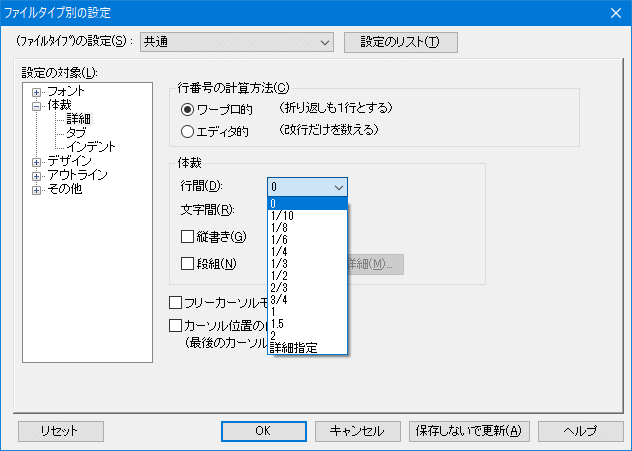 ファイルタイプ別の設定
(ファイルタイプ)の設定(S): 共通 設定のリスト(T)
設定の対象(L):
フォント
体裁
詳細
タブ
インデント
デザイン
アウトライン
その他
行番号の計算方法(C)
ワープロ的 (折り返しも1行とする)
エディタ的 (改行だけを数える)
体裁
行間(D): 0
0
1/10
1/8
1/6
1/4
1/3
1/2
2/3
3/4
1
1.5
2
詳細指定
文字間(R):
縦書き(G)
段組(N) 詳細(M)...
フリーカーソルモ
カーソル位置の
(最後のカーソル
リセット OK キャンセル 保存しないで更新(A) ヘルプ